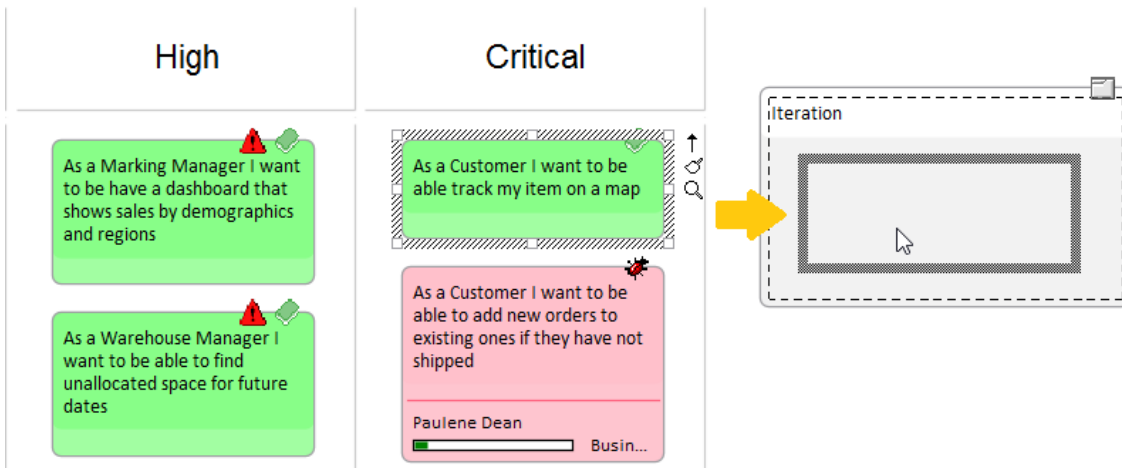 High
Critical
Iteration
As a Marking Manager I want
to be have a dashboard that
shows sales by demographics
and regions
As a Customer I want to be
able track my item on a map
As a Warehouse Manager I
want to be able to find
unallocated space for future
dates
As a Customer I want to be
able to add new orders to
existing ones if they have not
shipped
Paulene Dean
Busin...